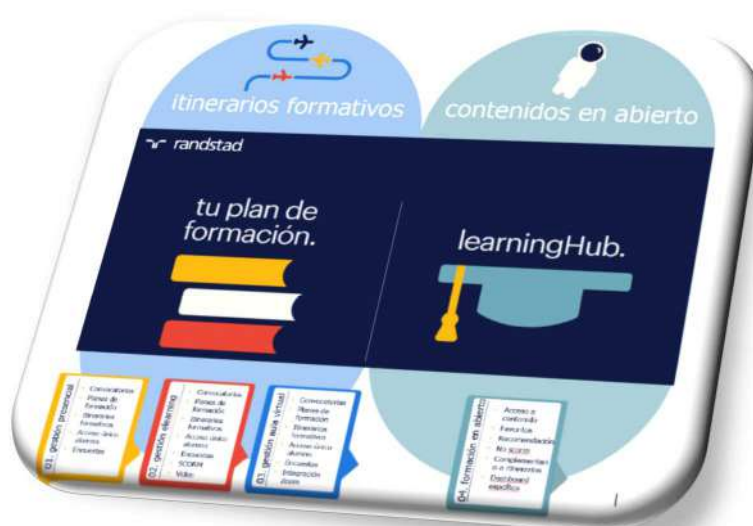 itinerarios formativos
contenidos en abierto
randstad
tu plan de
formación.
learningHub.
01. gestión presencial
Convocatorias
Planes de
formación
Itinerarios
formativos
Acceso único
alumno
Encuestas
02. gestión elearning
Convocatorias
Planes de
formación
Itinerarios
formativos
Acceso único
alumno
Encuestas
SCORM
Vídeo
03. gestión aula virtual
Convocatorias
Planes de
formación
Itinerarios
formativos
Acceso único
alumno
Encuestas
Integración
Zoom
04. formación en abierto
Acceso a
contenido
Favoritos
Recomendación
No scorm
Dashboard
específico